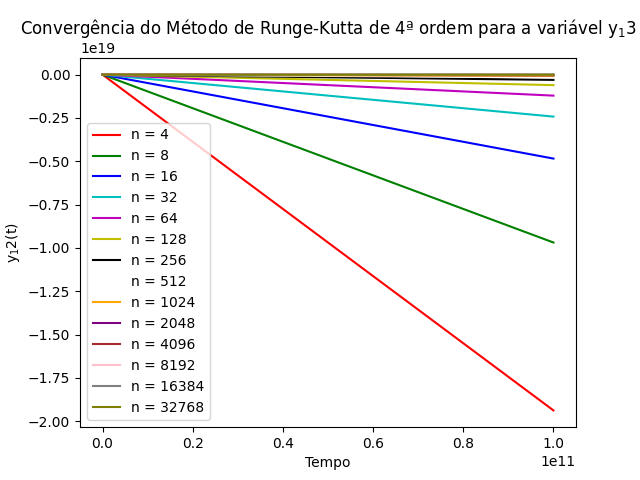 Convergência do Método de Runge-Kutta de 4ª ordem para a variável y₁3
1e19
0.00
−0.25
−0.50
−0.75
−1.00
−1.25
−1.50
−1.75
−2.00
y₁2(t)
n = 4
n = 8
n = 16
n = 32
n = 64
n = 128
n = 256
n = 512
n = 1024
n = 2048
n = 4096
n = 8192
n = 16384
n = 32768
0.0 0.2 0.4 0.6 0.8 1.0
1e11
Tempo